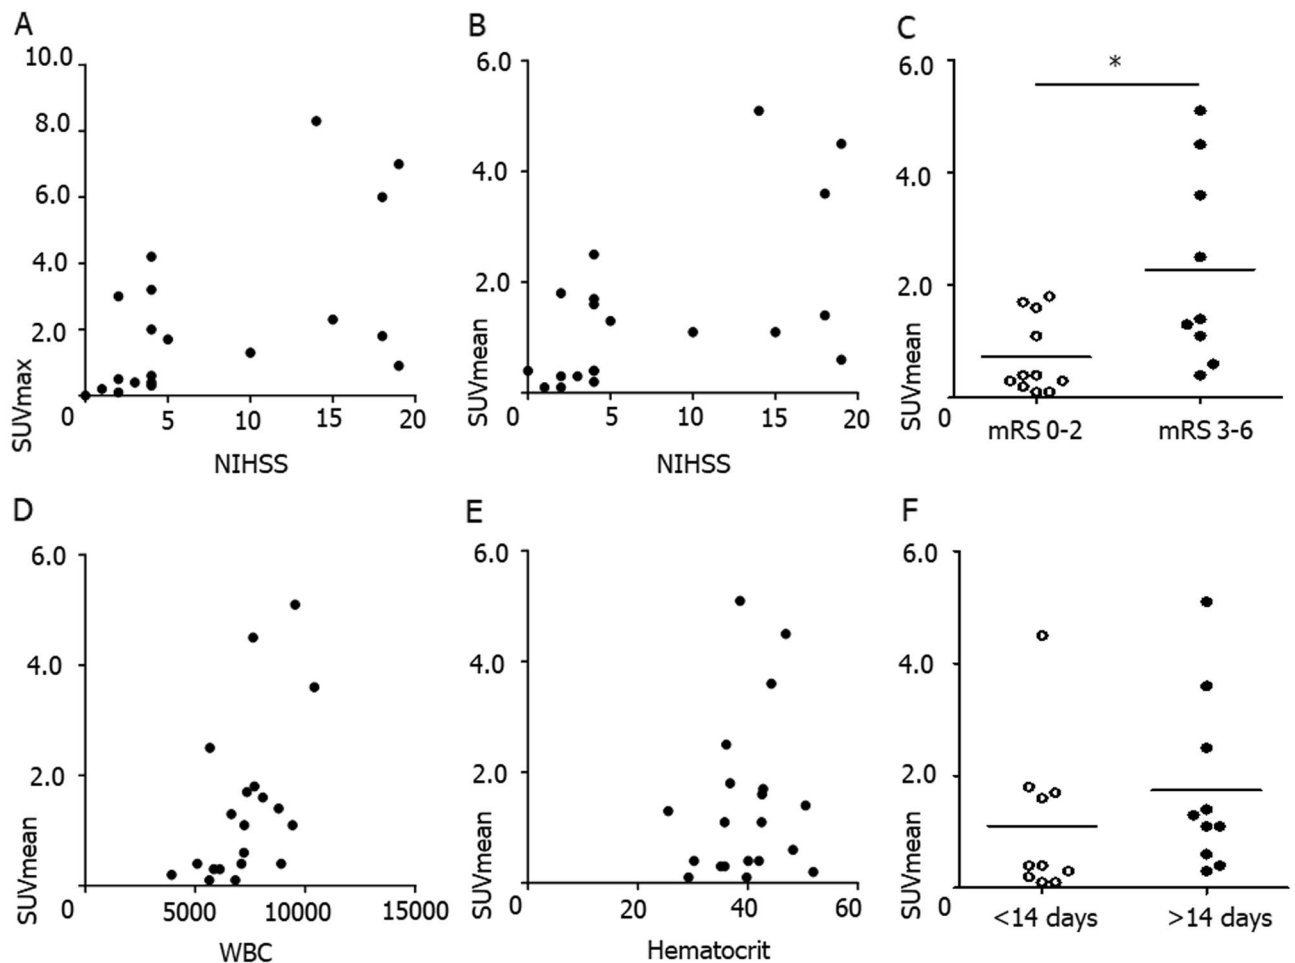 A
10.0
8.0
6.0
4.0
2.0
SUVmax
0
5
10
15
20
NIHSS
B
6.0
4.0
2.0
SUVmean
0
5
10
15
20
NIHSS
C
6.0
*
4.0
2.0
SUVmean
0
mRS 0-2
mRS 3-6
D
6.0
4.0
2.0
SUVmean
0
5000
10000
15000
WBC
E
6.0
4.0
2.0
SUVmean
0
20
40
60
Hematocrit
F
6.0
4.0
2.0
SUVmean
0
<14 days
>14 days